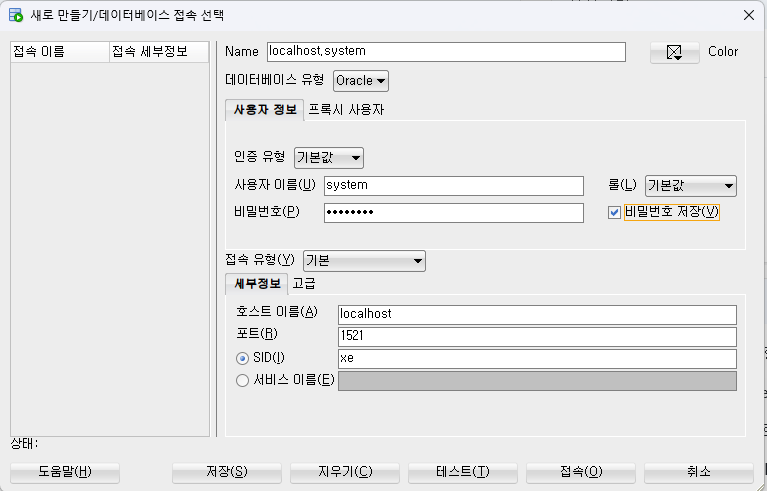 새로 만들기/데이터베이스 접속 선택
접속 이름 접속 세부정보
Name localhost,system Color
데이터베이스 유형 Oracle
사용자 정보 프록시 사용자
인증 유형 기본값
사용자 이름(U) system 롤(L) 기본값
비밀번호(P) •••••••• 비밀번호 저장(V)
접속 유형(Y) 기본
세부정보 고급
호스트 이름(A) localhost
포트(R) 1521
SID(I) xe
서비스 이름(E)
상태:
도움말(H) 저장(S) 지우기(C) 테스트(T) 접속(O) 취소